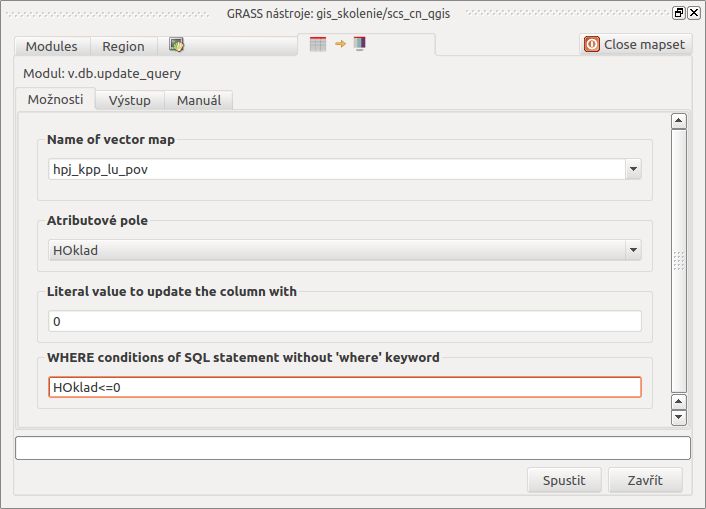 GRASS nástroje: gis_skolenie/scs_cn_qgis
Modules
Region
Close mapset
Modul: v.db.update_query
Možnosti
Výstup
Manuál
Name of vector map
hpj_kpp_lu_pov
Atributové pole
HOklad
Literal value to update the column with
0
WHERE conditions of SQL statement without 'where' keyword
HOklad<=0
Spustit
Zavřít